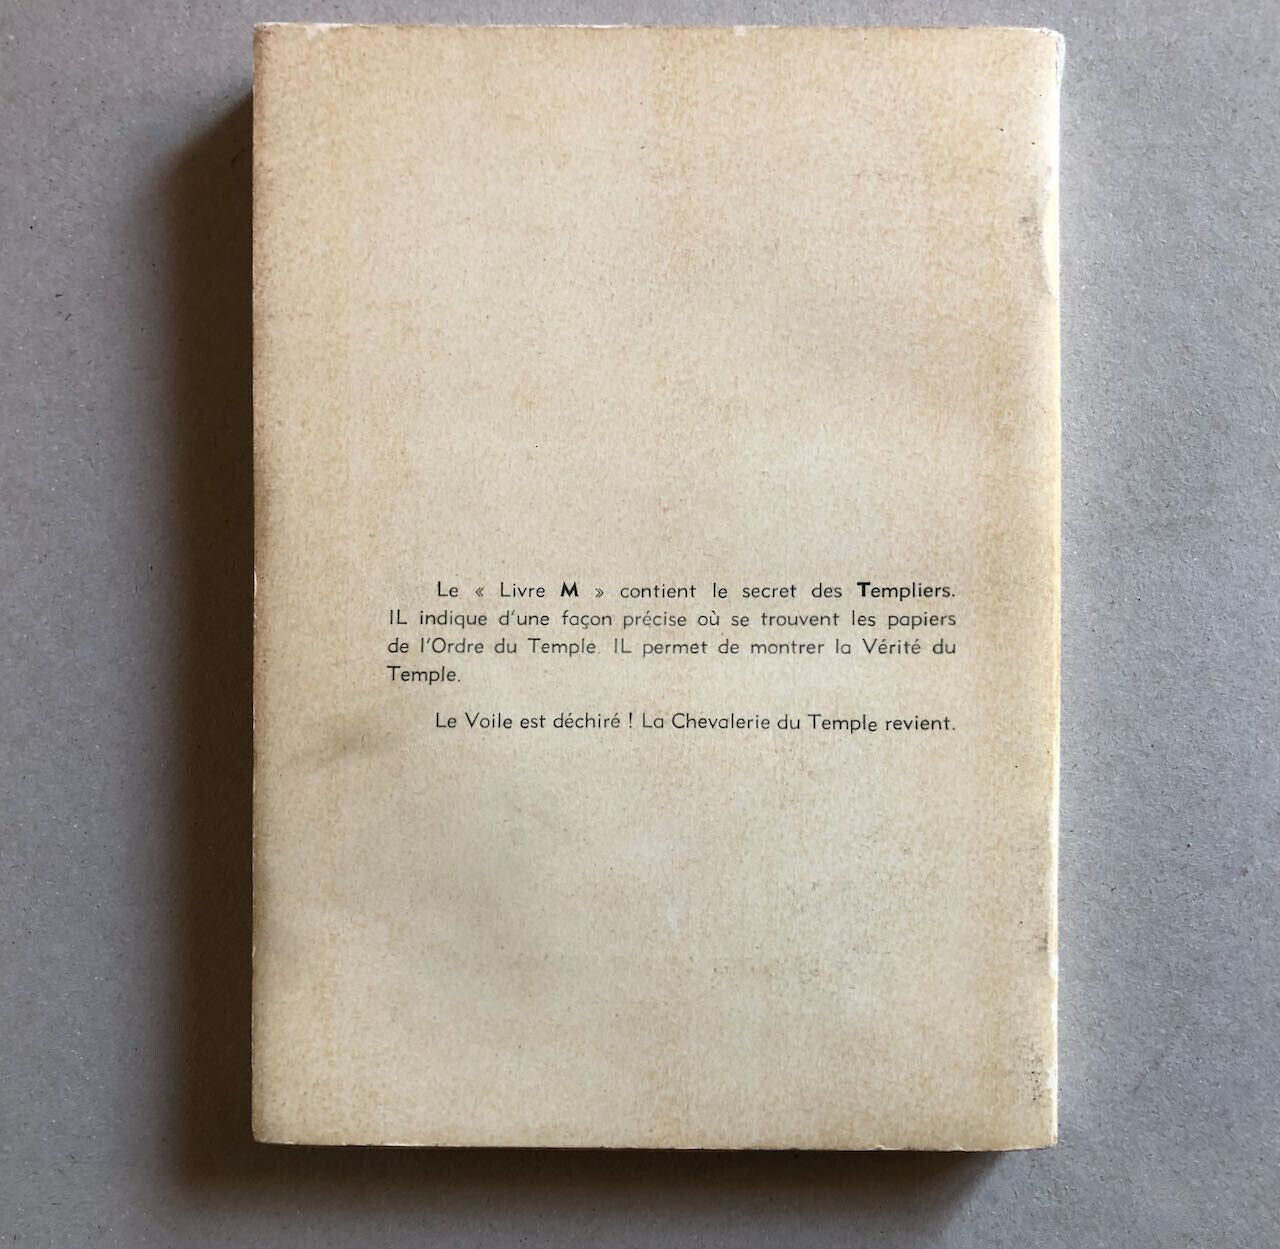 Le « Livre M » contient le secret des Templiers.
IL indique d'une façon précise où se trouvent les papiers
de l'Ordre du Temple. IL permet de montrer la Vérité du
Temple.
Le Voile est déchiré ! La Chevalerie du Temple revient.